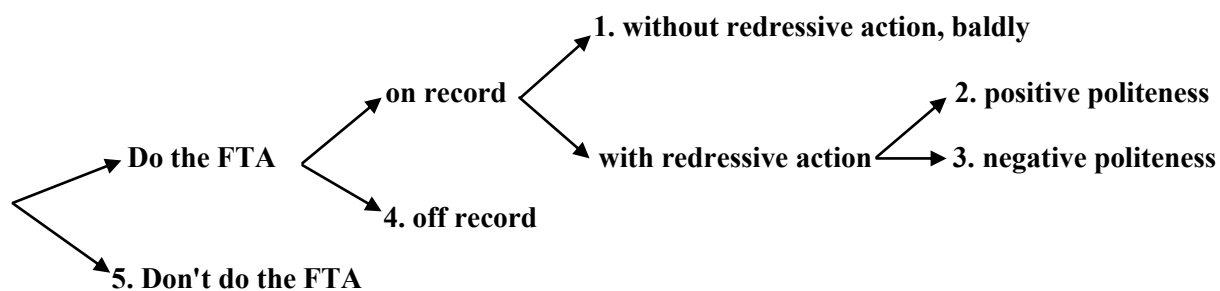 1. without redressive action, baldly
on record
2. positive politeness
Do the FTA
with redressive action
3. negative politeness
4. off record
5. Don't do the FTA